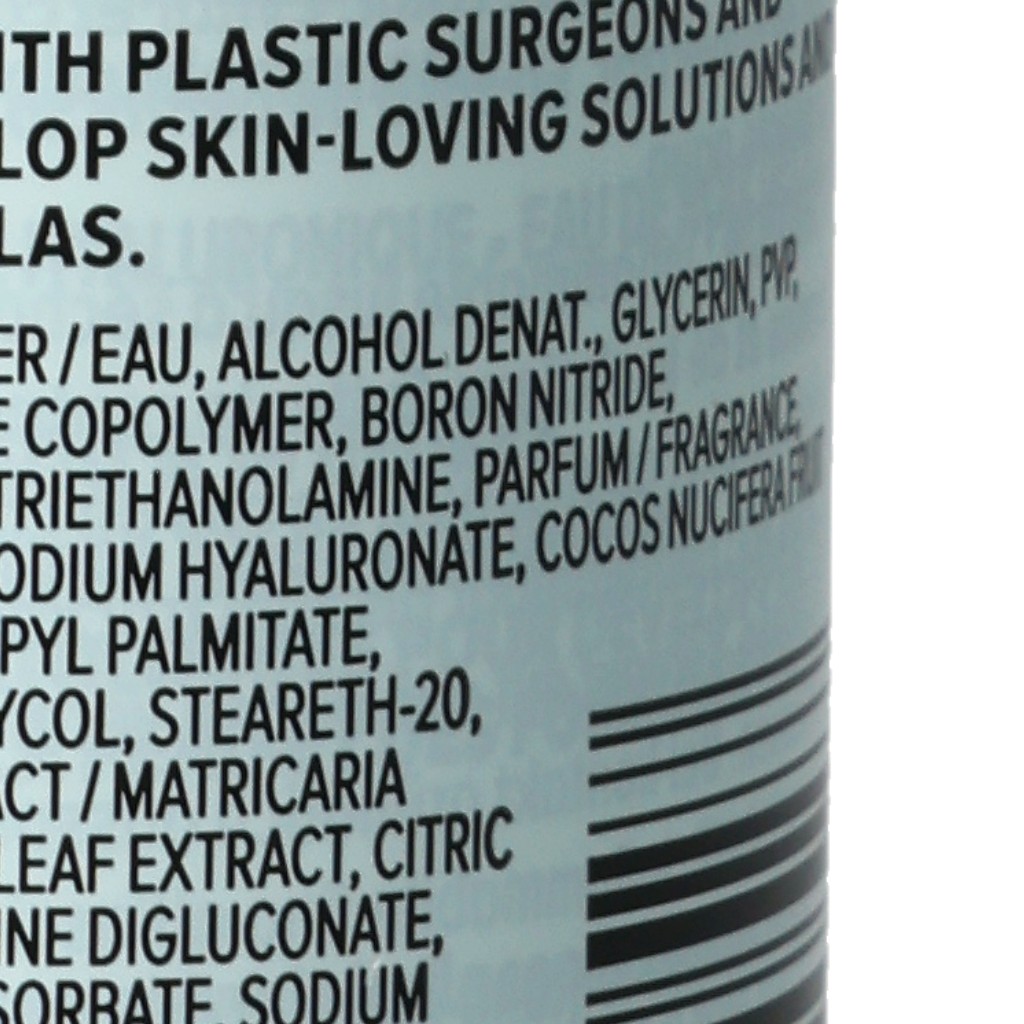 ITH PLASTIC SURGEONS AND
LOP SKIN-LOVING SOLUTIONS AND
LAS.
ER / EAU, ALCOHOL DENAT., GLYCERIN, PVP,
E COPOLYMER, BORON NITRIDE,
TRIETHANOLAMINE, PARFUM / FRAGRANCE,
ODIUM HYALURONATE, COCOS NUCIFERA FRUIT
PYL PALMITATE,
YCOL, STEARETH-20,
ACT / MATRICARIA
LEAF EXTRACT, CITRIC
INE DIGLUCONATE,
SORBATE, SODIUM